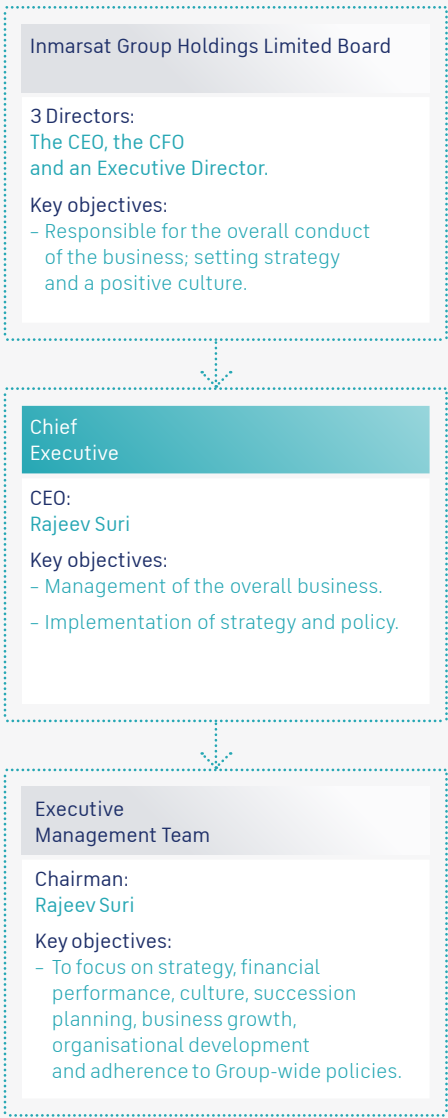 Inmarsat Group Holdings Limited Board
3 Directors:
The CEO, the CFO
and an Executive Director.
Key objectives:
– Responsible for the overall conduct
of the business; setting strategy
and a positive culture.
Chief
Executive
CEO:
Rajeev Suri
Key objectives:
– Management of the overall business.
– Implementation of strategy and policy.
Executive
Management Team
Chairman:
Rajeev Suri
Key objectives:
– To focus on strategy, financial
performance, culture, succession
planning, business growth,
organisational development
and adherence to Group-wide policies.